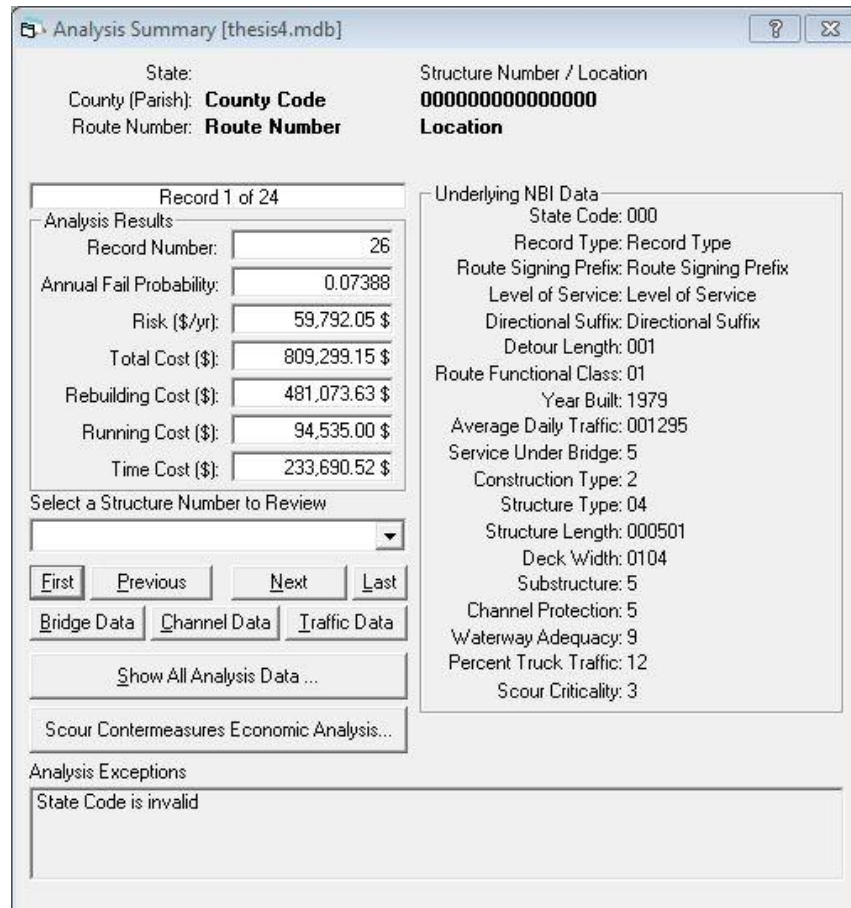 Analysis Summary [thesis4.mdb]
State:
County (Parish): County Code
Route Number: Route Number
Structure Number / Location
000000000000000
Location
Record 1 of 24
Analysis Results
Record Number: 26
Annual Fail Probability: 0.07388
Risk ($/yr): 59,792.05 $
Total Cost ($): 809,299.15 $
Rebuilding Cost ($): 481,073.63 $
Running Cost ($): 94,535.00 $
Time Cost ($): 233,690.52 $
Select a Structure Number to Review
First Previous Next Last
Bridge Data Channel Data Traffic Data
Show All Analysis Data ...
Scour Contermeasures Economic Analysis...
Underlying NBI Data
State Code: 000
Record Type: Record Type
Route Signing Prefix: Route Signing Prefix
Level of Service: Level of Service
Directional Suffix: Directional Suffix
Detour Length: 001
Route Functional Class: 01
Year Built: 1979
Average Daily Traffic: 001295
Service Under Bridge: 5
Construction Type: 2
Structure Type: 04
Structure Length: 000501
Deck Width: 0104
Substructure: 5
Channel Protection: 5
Waterway Adequacy: 9
Percent Truck Traffic: 12
Scour Criticality: 3
Analysis Exceptions
State Code is invalid